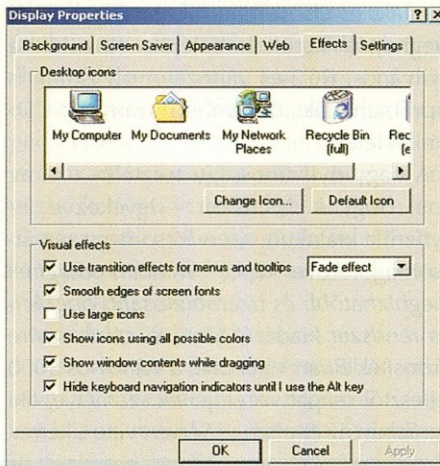 Display Properties
Background Screen Saver Appearance Web Effects Settings
Desktop icons
My Computer My Documents My Network Places Recycle Bin (full) Rec (e
Change Icon... Default Icon
Visual effects
Use transition effects for menus and tooltips Fade effect
Smooth edges of screen fonts
Use large icons
Show icons using all possible colors
Show window contents while dragging
Hide keyboard navigation indicators until I use the Alt key
OK Cancel Apply